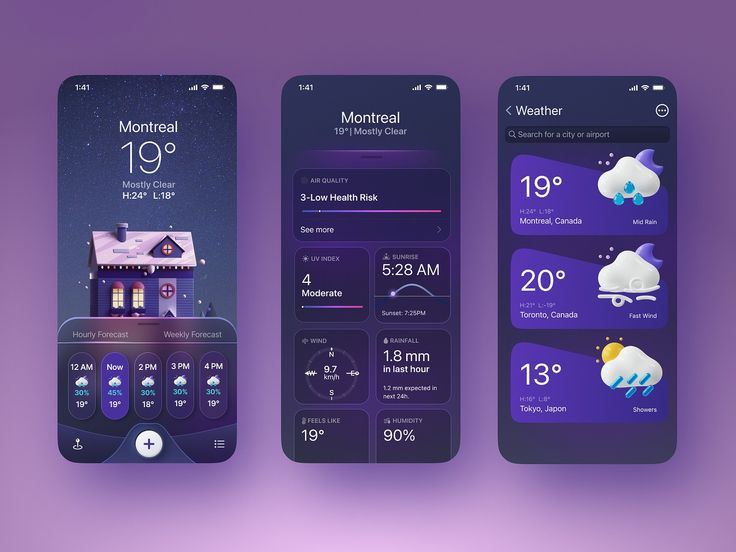 1:41
Montreal
19°
Mostly Clear
H:24° L:18°
Hourly Forecast Weekly Forecast
12 AM Now 2 PM 3 PM 4 PM
30% 45% 30% 30% 30%
19° 19° 18° 19° 19°
1:41
Montreal
19° | Mostly Clear
AIR QUALITY
3-Low Health Risk
See more
UV INDEX
4
Moderate
SUNRISE
5:28 AM
Sunset: 7:25PM
WIND
N
W E
S
9.7
km/h
RAINFALL
1.8 mm
in last hour
1.2 mm expected in
next 24h.
FEELS LIKE
19°
HUMIDITY
90%
1:41
Weather
Search for a city or airport
19°
H:24° L:18°
Montreal, Canada
Mid Rain
20°
H:21° L:-19°
Toronto, Canada
Fast Wind
13°
H:16° L:8°
Tokyo, Japon
Showers